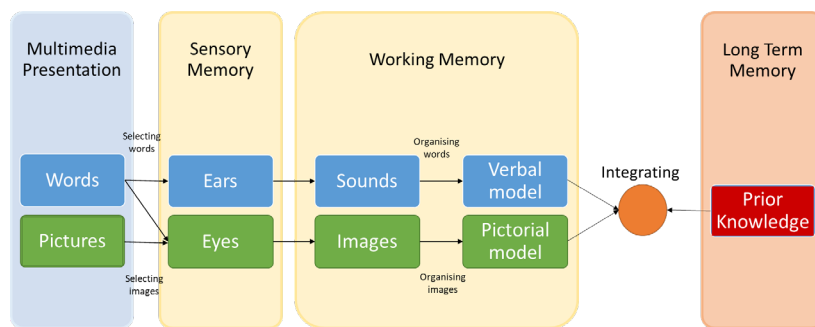 Multimedia
Presentation
Sensory
Memory
Working Memory
Long Term
Memory
Selecting
words
Organising
words
Words
Ears
Sounds
Verbal
model
Integrating
Prior
Knowledge
Pictures
Eyes
Images
Pictorial
model
Selecting
images
Organising
images